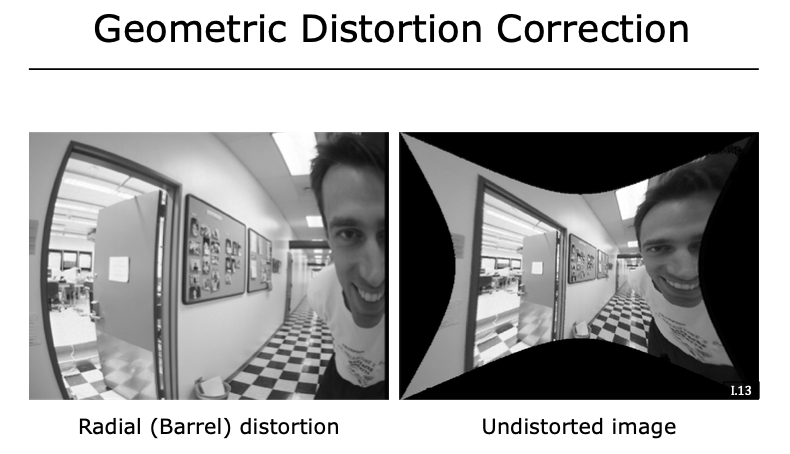 Geometric Distortion Correction
I.13
Radial (Barrel) distortion
Undistorted image